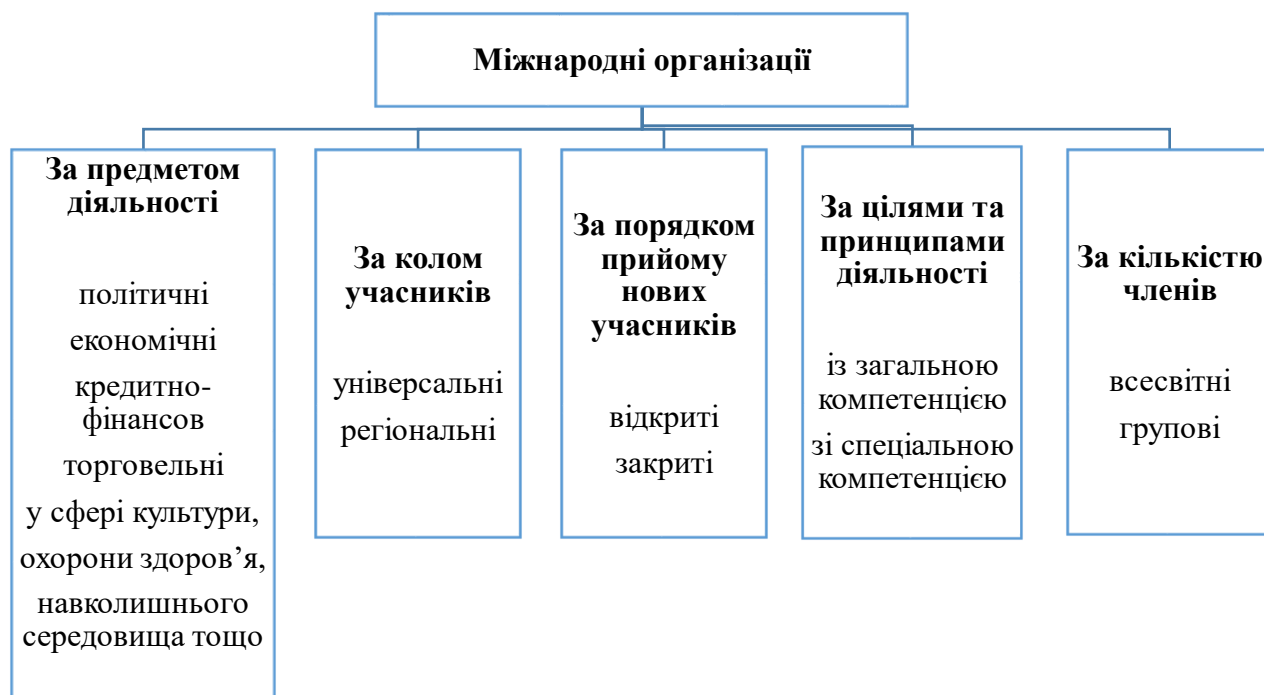 Міжнародні організації
За предметом
діяльності
політичні
економічні
кредитно-
фінансов
торговельні
у сфері культури,
охорони здоров’я,
навколишнього
середовища тощо
За колом
учасників
універсальні
регіональні
За порядком
прийому
нових
учасників
відкриті
закриті
За цілями та
принципами
діяльності
із загальною
компетенцією
зі спеціальною
компетенцією
За кількістю
членів
всесвітні
групові